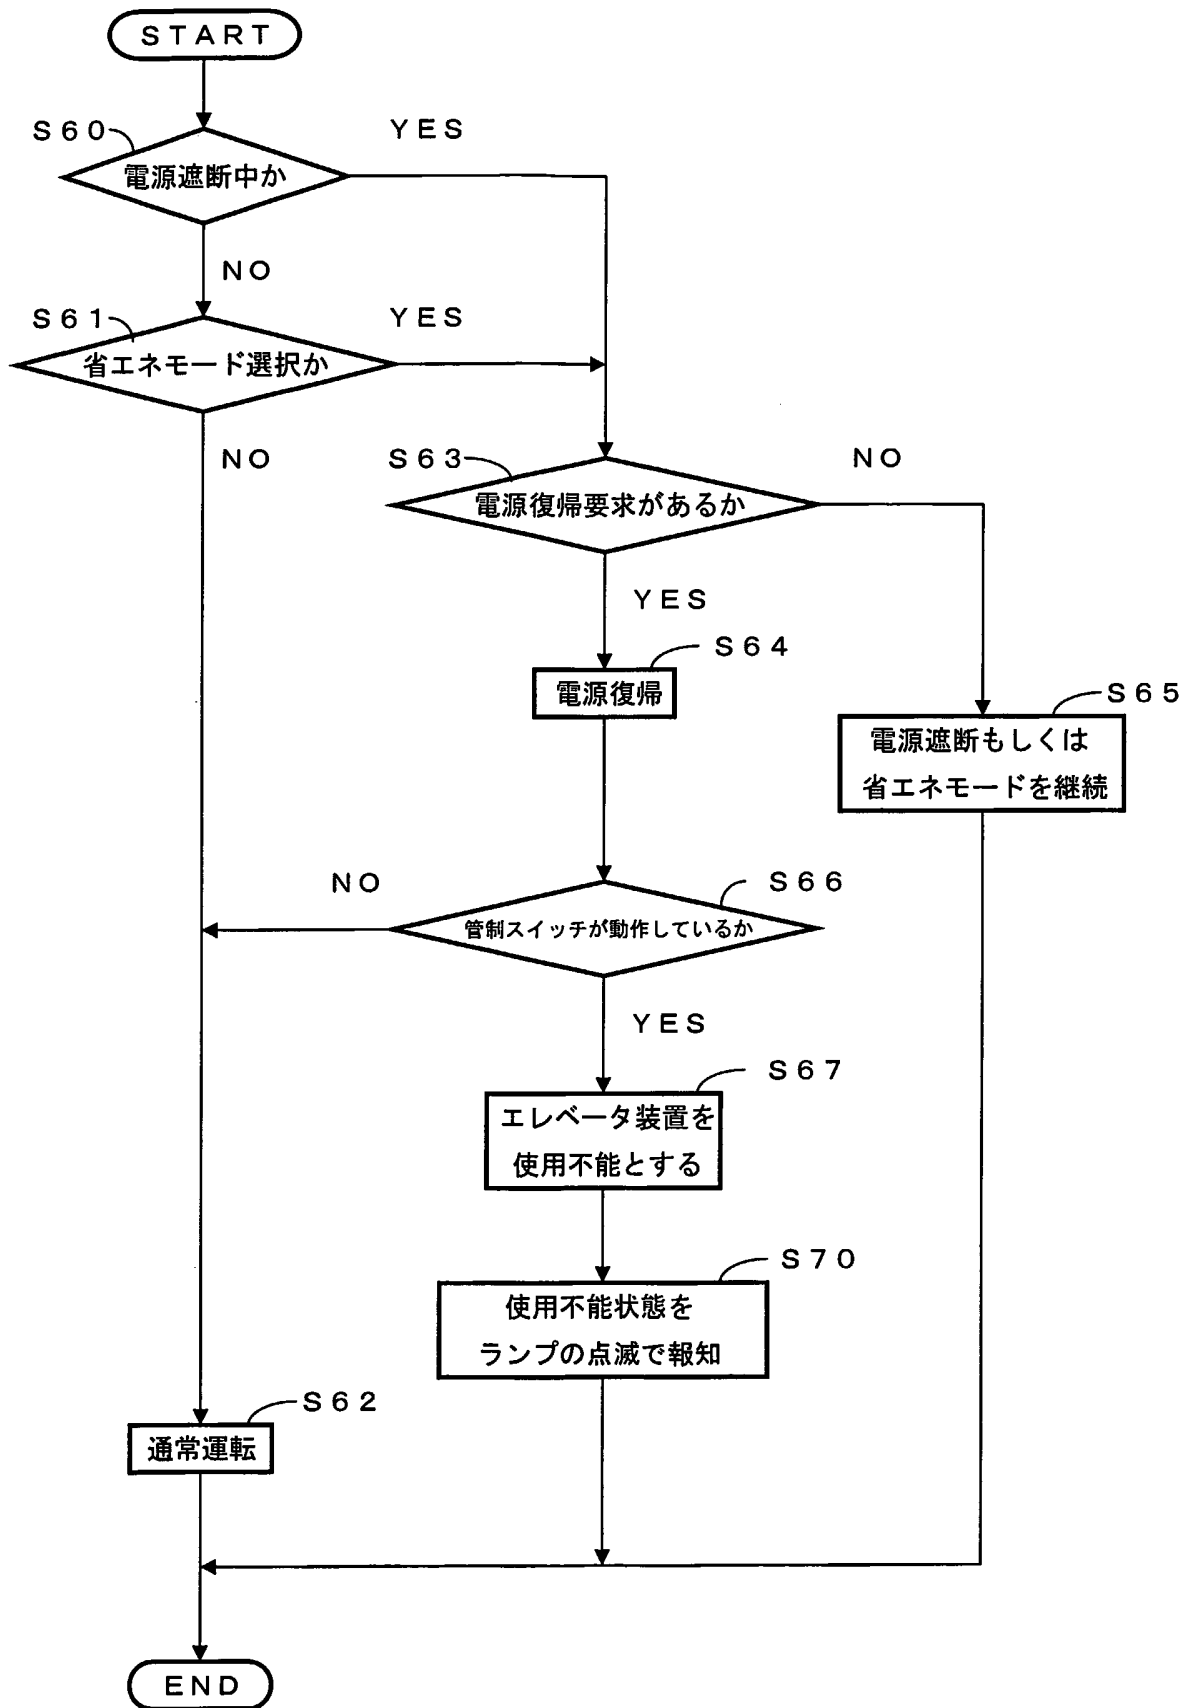 ＳＴＡＲＴ
Ｓ６０
ＹＥＳ
電源遮断中か
ＮＯ
Ｓ６１
ＹＥＳ
省エネモード選択か
ＮＯ
Ｓ６３
ＮＯ
電源復帰要求があるか
ＹＥＳ
Ｓ６４
電源復帰
Ｓ６５
電源遮断もしくは
省エネモードを継続
ＮＯ
Ｓ６６
管制スイッチが動作しているか
ＹＥＳ
Ｓ６７
エレベータ装置を
使用不能とする
Ｓ７０
使用不能状態を
ランプの点滅で報知
Ｓ６２
通常運転
ＥＮＤ